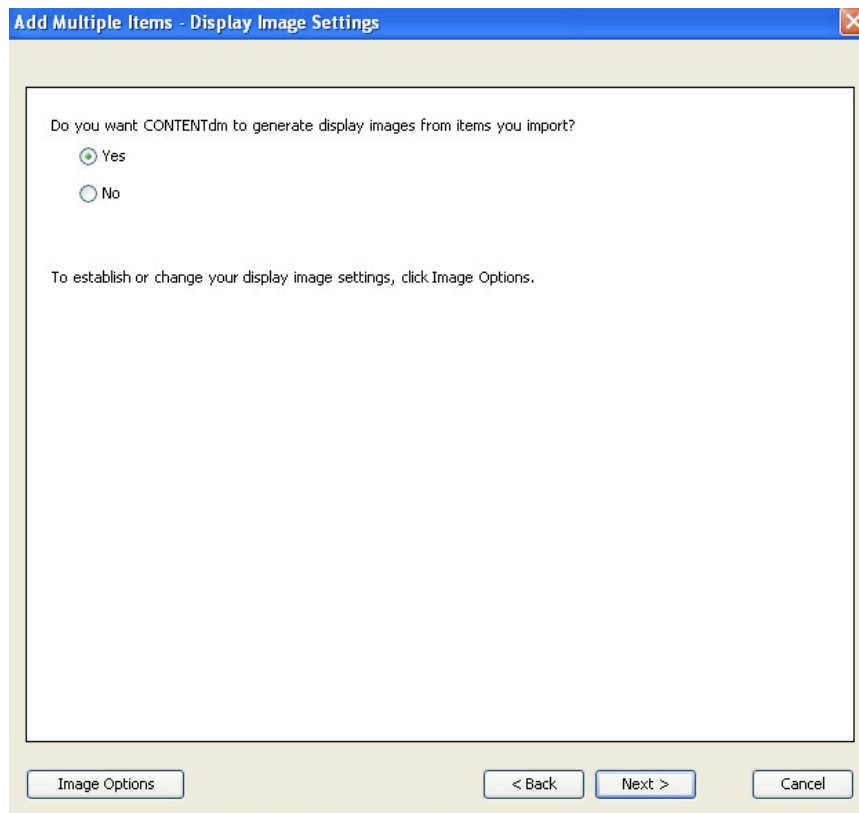 Add Multiple Items - Display Image Settings
Do you want CONTENTdm to generate display images from items you import?
Yes
No
To establish or change your display image settings, click Image Options.
Image Options
< Back
Next >
Cancel